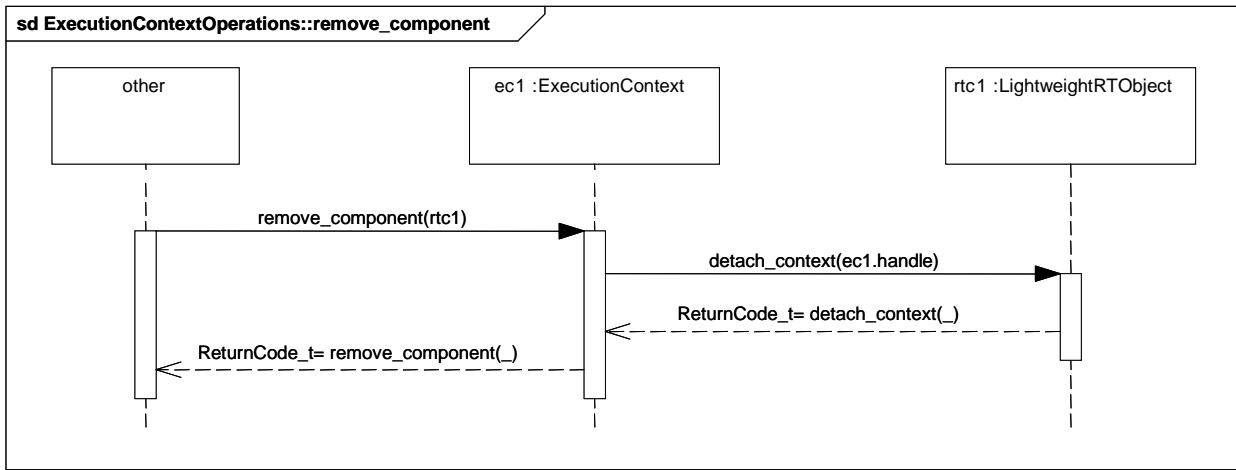 sd ExecutionContextOperations::remove_component
other
ec1 :ExecutionContext
rtc1 :LightweightRTObject
remove_component(rtc1)
detach_context(ec1.handle)
ReturnCode_t= detach_context(_)
ReturnCode_t= remove_component(_)